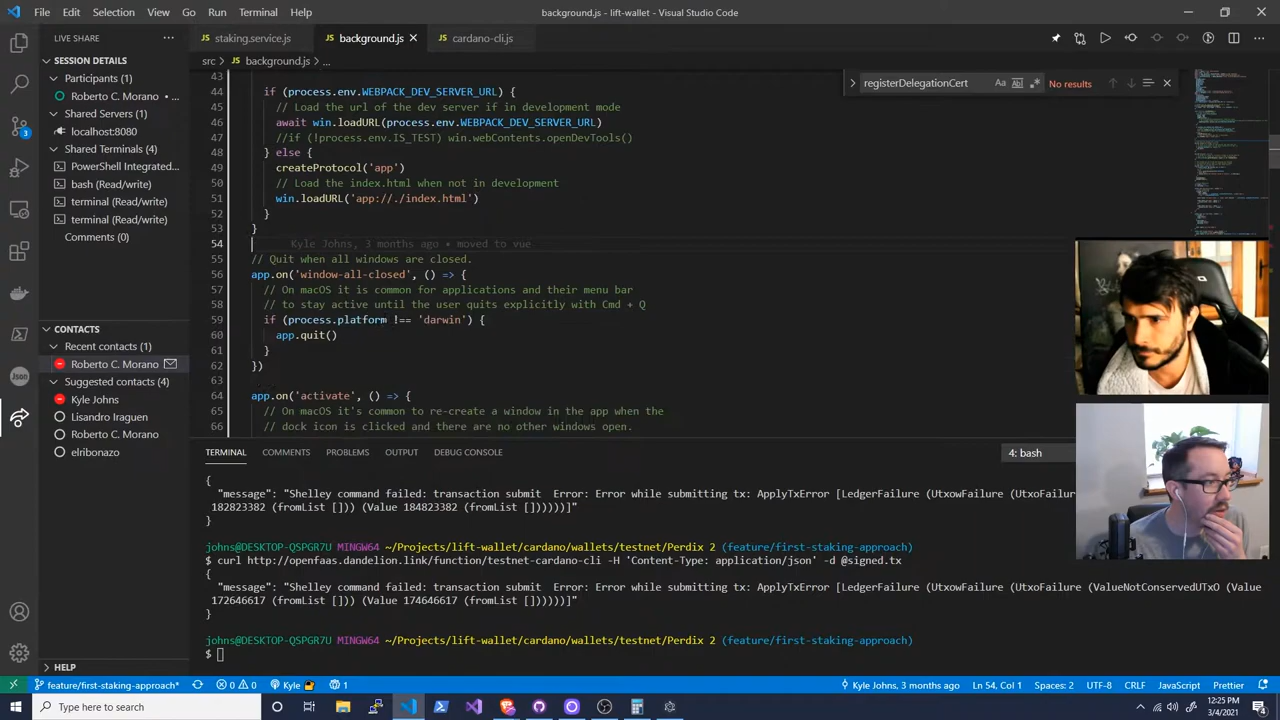 File Edit Selection View Go Run Terminal Help
background.js - lift-wallet - Visual Studio Code
LIVE SHARE
staking.service.js
background.js
cardano-cli.js
SESSION DETAILS
src > background.js > ...
Participants (1)
Roberto C. Morano • ...
Shared Servers (1)
localhost:8080
Shared Terminals (4)
PowerShell Integrated...
bash (Read/write)
terminal (Read/write)
terminal (Read/write)
Comments (0)
CONTACTS
Recent contacts (1)
Roberto C. Morano
Suggested contacts (4)
Kyle Johns
Lisandro Iraguen
Roberto C. Morano
elribonazo
HELP
registerDelegationCert
No results
43
44 if (process.env.WEBPACK_DEV_SERVER_URL) {
45 // Load the url of the dev server if in development mode
46 await win.loadURL(process.env.WEBPACK_DEV_SERVER_URL)
47 //if (!process.env.IS_TEST) win.webContents.openDevTools()
48 } else {
49 createProtocol('app')
50 // Load the index.html when not in development
51 win.loadURL('app://./index.html')
52 }
53 }
54 Kyle Johns, 3 months ago • moved to vue
55 // Quit when all windows are closed.
56 app.on('window-all-closed', () => {
57 // On macOS it is common for applications and their menu bar
58 // to stay active until the user quits explicitly with Cmd + Q
59 if (process.platform !== 'darwin') {
60 app.quit()
61 }
62 })
63
64 app.on('activate', () => {
65 // On macOS it's common to re-create a window in the app when the
66 // dock icon is clicked and there are no other windows open.
TERMINAL COMMENTS PROBLEMS OUTPUT DEBUG CONSOLE
4: bash
{
"message": "Shelley command failed: transaction submit Error: Error while submitting tx: ApplyTxError [LedgerFailure (UtxowFailure (UtxoFailure (
182823382 (fromList [])) (Value 184823382 (fromList []))))))]"
}
johns@DESKTOP-QSPGR7U MINGW64 ~/Projects/lift-wallet/cardano/wallets/testnet/Perdix 2 (feature/first-staking-approach)
$ curl http://openfaas.dandelion.link/function/testnet-cardano-cli -H 'Content-Type: application/json' -d @signed.tx
{
"message": "Shelley command failed: transaction submit Error: Error while submitting tx: ApplyTxError [LedgerFailure (UtxowFailure (UtxoFailure (ValueNotConservedUTxO (Value
172646617 (fromList [])) (Value 174646617 (fromList []))))))]"
}
johns@DESKTOP-QSPGR7U MINGW64 ~/Projects/lift-wallet/cardano/wallets/testnet/Perdix 2 (feature/first-staking-approach)
$
feature/first-staking-approach* 0 0 Kyle 1
Kyle Johns, 3 months ago Ln 54, Col 1 Spaces: 2 UTF-8 CRLF JavaScript Prettier
Type here to search
12:25 PM
3/4/2021